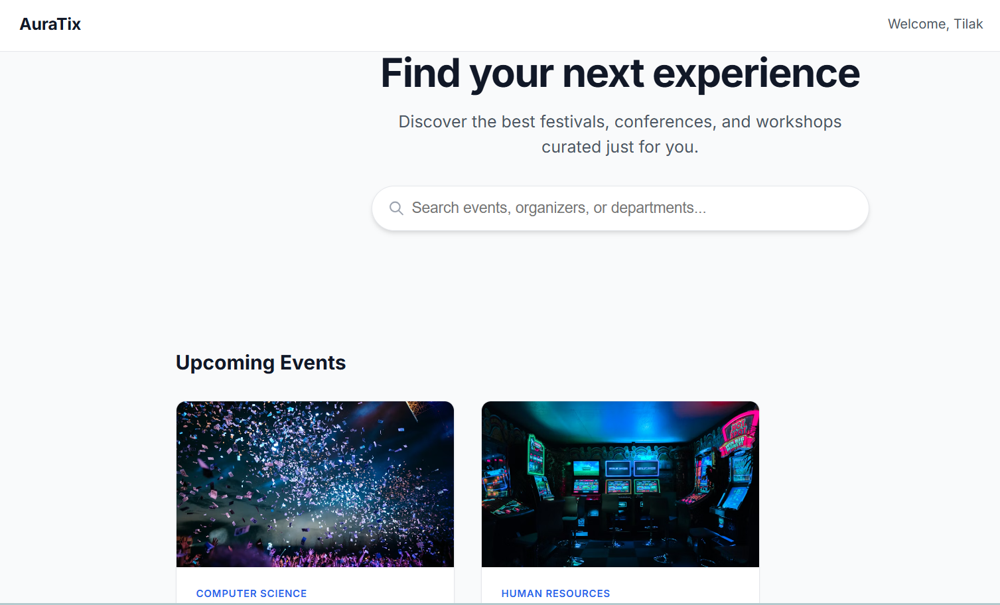 AuraTix
Welcome, Tilak
Find your next experience
Discover the best festivals, conferences, and workshops
curated just for you.
Search events, organizers, or departments...
Upcoming Events
COMPUTER SCIENCE
HUMAN RESOURCES